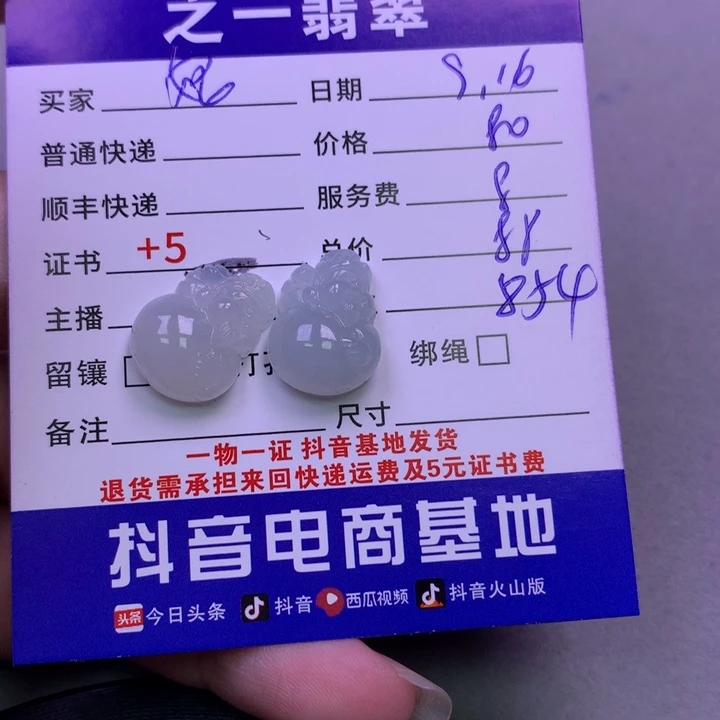 之一翡翠
买家 日期 9.16
普通快递 价格 80
顺丰快递 服务费 8
证书 +5 总价 88
主播 854
留镶 打 绑绳
备注 尺寸
一物一证 抖音基地发货
退货需承担来回快递运费及5元证书费
抖音电商基地
头条 今日头条 抖音 西瓜视频 抖音火山版